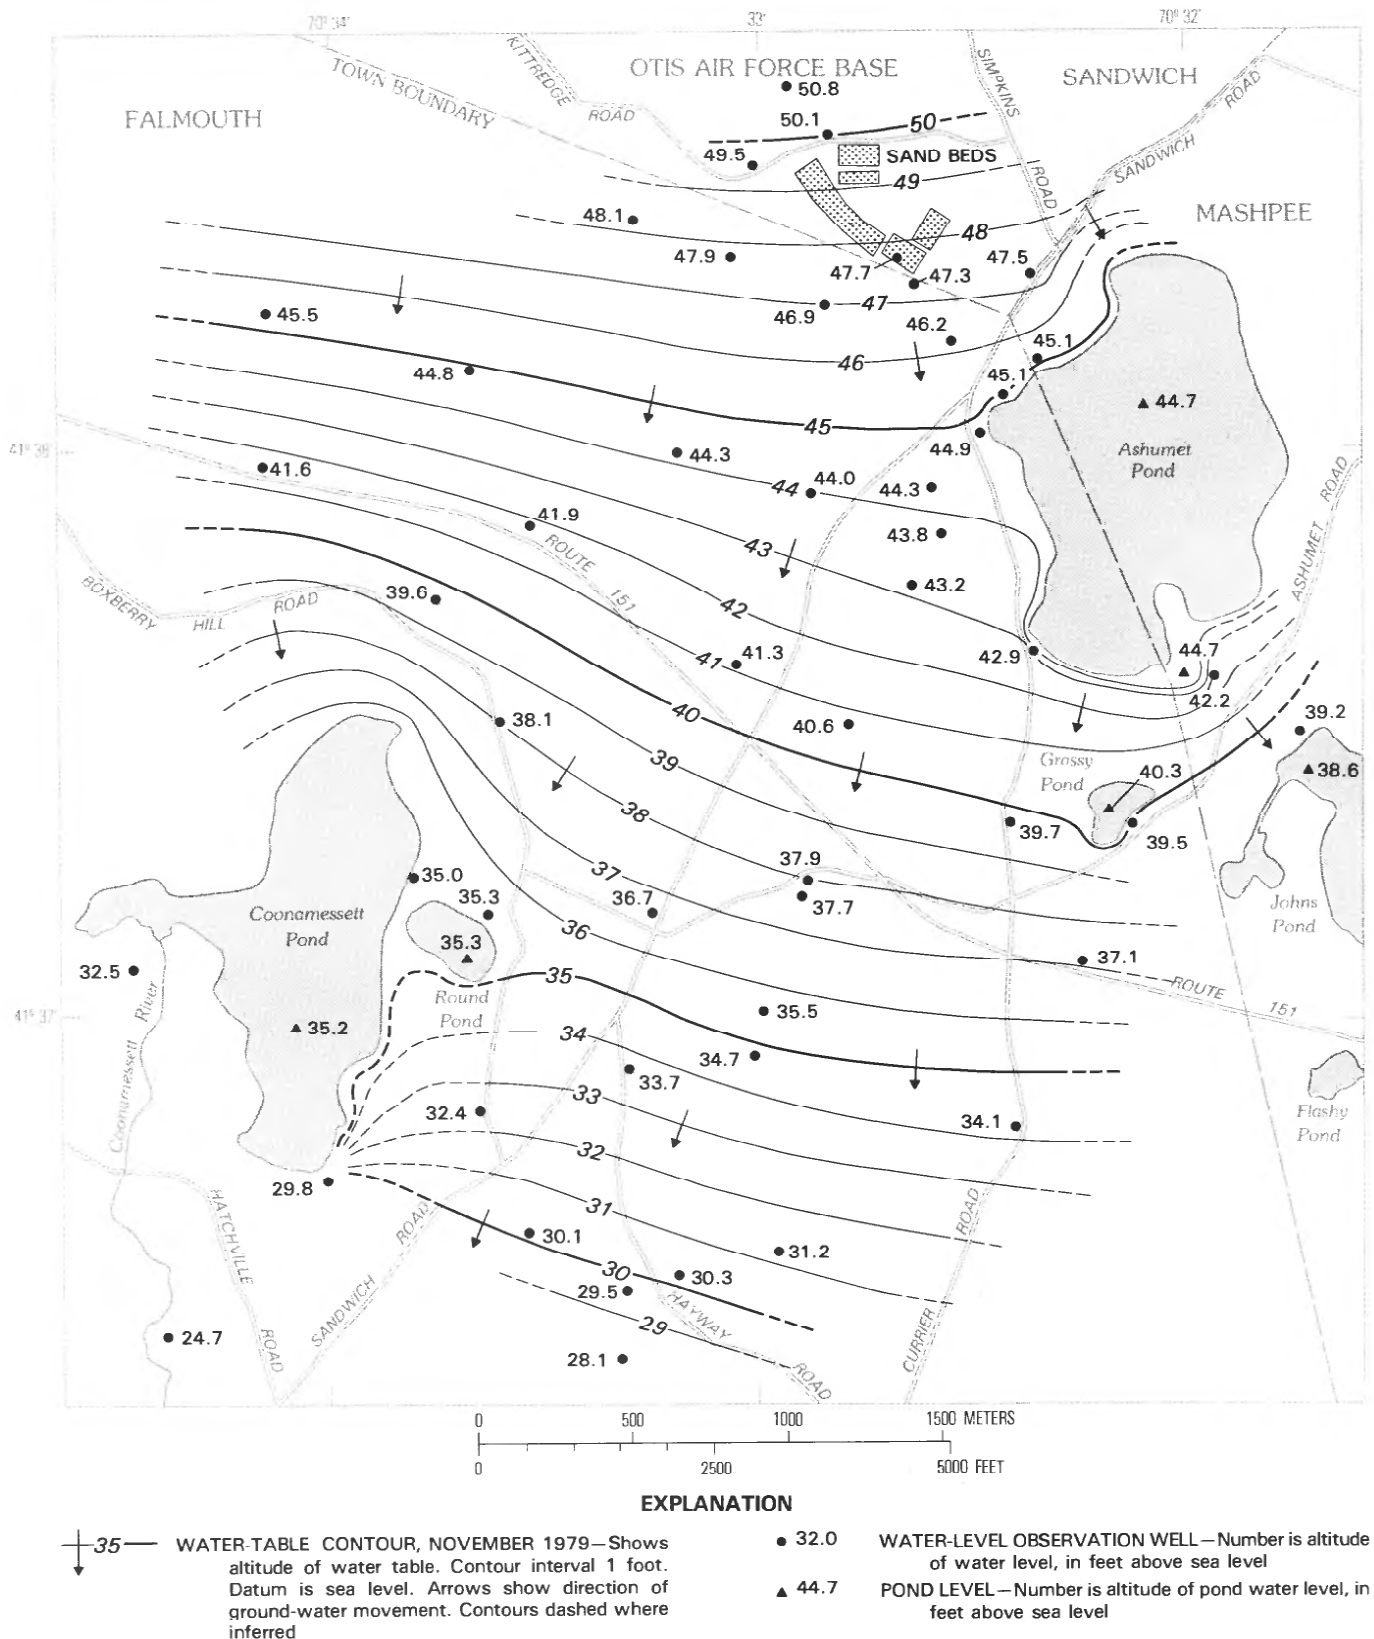 70° 34'
33'
70° 32'
KITTREDGE
ROAD
OTIS AIR FORCE BASE
SIMPKINS
ROAD
SANDWICH
SANDWICH
ROAD
TOWN BOUNDARY
FALMOUTH
50.8
50.1
50
49.5
SAND BEDS
49
MASHPEE
48.1
48
47.9
47.7
47.3
47.5
45.5
46.9
47
46.2
46
45.1
44.8
45.1
44.7
45
44.9
Ashumet
Pond
41° 38'
44.3
41.6
44
44.0
44.3
ASHUMET
ROAD
41.9
43.8
ROUTE
151
43
43.2
BOXBERRY
HILL
ROAD
39.6
42
41
41.3
42.9
44.7
42.2
40
38.1
40.6
39.2
39
Grassy
Pond
40.3
38.6
38
39.7
39.5
37
37.9
35.0
36.7
37.7
35.3
Coonamessett
Pond
36
Johns
Pond
35.3
37.1
32.5
35
ROUTE
151
Round
Pond
35.5
41° 37'
35.2
34
Coonamessett
River
34.7
33.7
33
32.4
34.1
Flashy
Pond
32
29.8
31
HATCHVILLE
ROAD
SANDWICH
ROAD
CURRIER
ROAD
30.1
31.2
30
30.3
29.5
HAYWAY
ROAD
29
24.7
28.1
0 500 1000 1500 METERS
0 2500 5000 FEET
EXPLANATION
35 WATER-TABLE CONTOUR, NOVEMBER 1979—Shows
altitude of water table. Contour interval 1 foot.
Datum is sea level. Arrows show direction of
ground-water movement. Contours dashed where
inferred
32.0 WATER-LEVEL OBSERVATION WELL—Number is altitude
of water level, in feet above sea level
44.7 POND LEVEL—Number is altitude of pond water level, in
feet above sea level